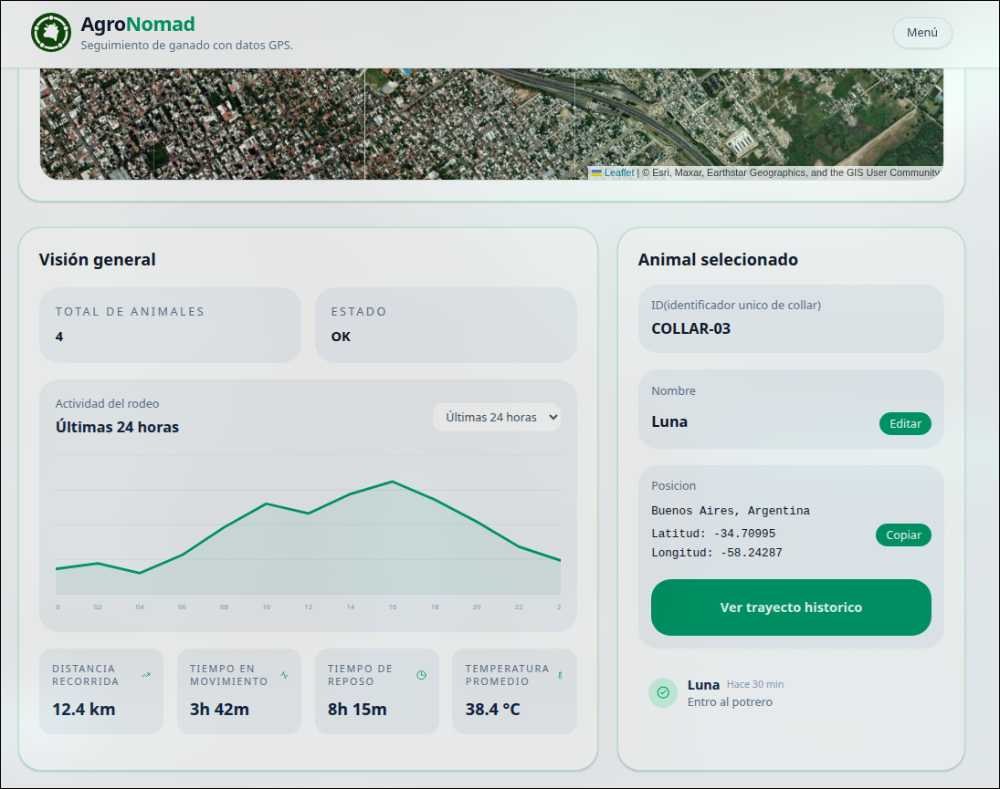 AgroNomad
Seguimiento de ganado con datos GPS.
Menú
Leaflet | © Esri, Maxar, Earthstar Geographics, and the GIS User Community
Visión general
TOTAL DE ANIMALES
4
ESTADO
OK
Actividad del rodeo
Últimas 24 horas
Últimas 24 horas
0 02 04 06 08 10 12 14 16 18 20 22 2
DISTANCIA
RECORRIDA
12.4 km
TIEMPO EN
MOVIMIENTO
3h 42m
TIEMPO DE
REPOSO
8h 15m
TEMPERATURA
PROMEDIO
38.4 °C
Animal selecionado
ID(identificador unico de collar)
COLLAR-03
Nombre
Luna
Editar
Posicion
Buenos Aires, Argentina
Latitud: -34.70995
Longitud: -58.24287
Copiar
Ver trayecto historico
Luna Hace 30 min
Entro al potrero